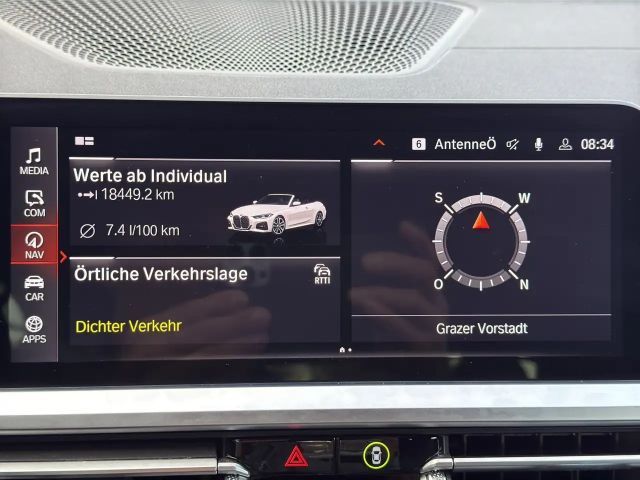 6 AntenneÖ 08:34
MEDIA
COM
NAV
CAR
APPS
Werte ab Individual
18449.2 km
7.4 l/100 km
Örtliche Verkehrslage
RTTI
Dichter Verkehr
S W
O N
Grazer Vorstadt